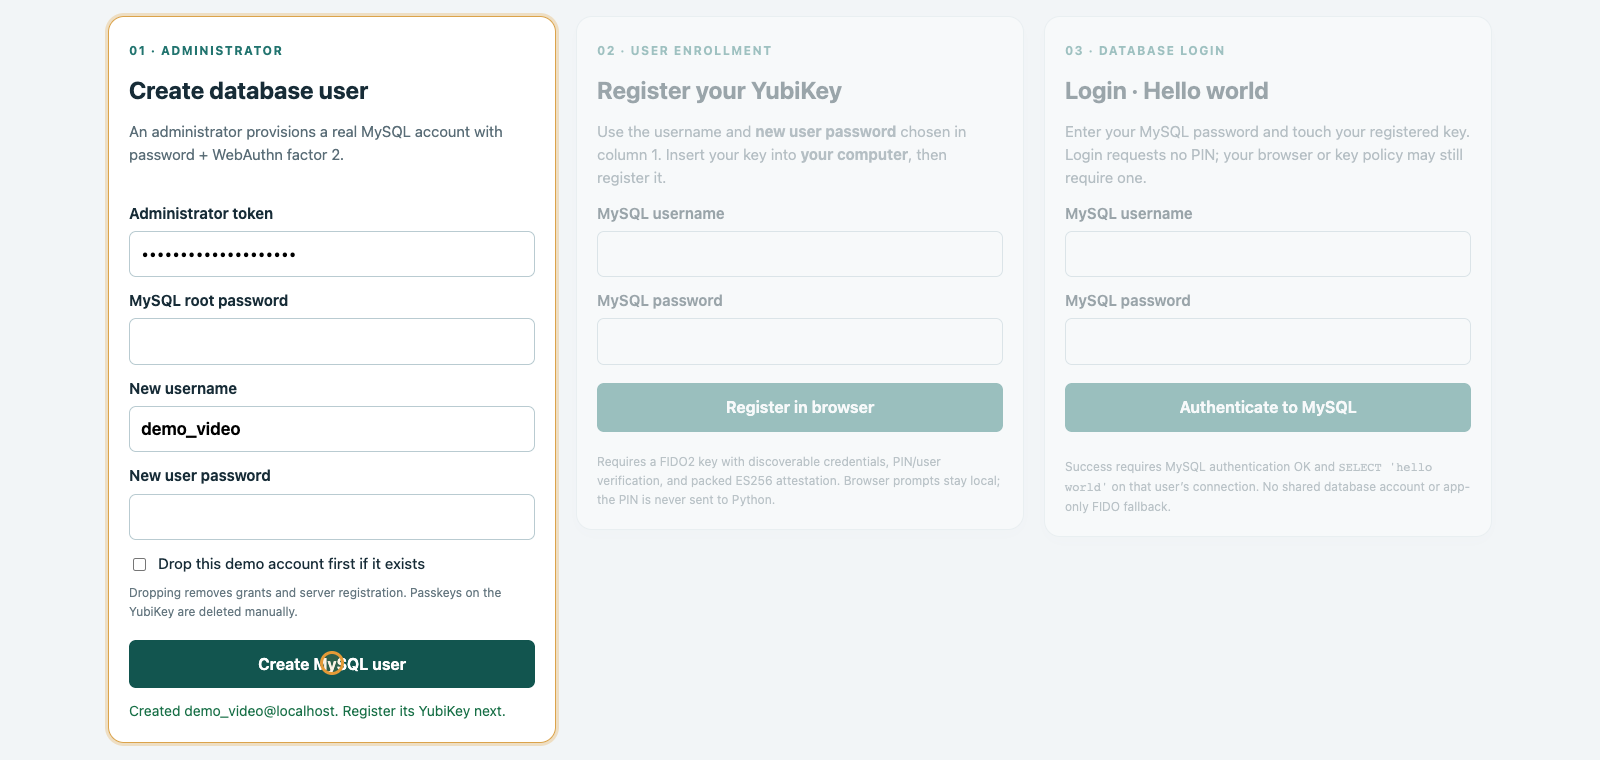 01 · ADMINISTRATOR
Create database user
An administrator provisions a real MySQL account with
password + WebAuthn factor 2.
Administrator token
••••••••••••••••••••
MySQL root password
New username
demo_video
New user password
Drop this demo account first if it exists
Dropping removes grants and server registration. Passkeys on the
YubiKey are deleted manually.
Create MySQL user
Created demo_video@localhost. Register its YubiKey next.
02 · USER ENROLLMENT
Register your YubiKey
Use the username and new user password chosen in
column 1. Insert your key into your computer, then
register it.
MySQL username
MySQL password
Register in browser
Requires a FIDO2 key with discoverable credentials, PIN/user
verification, and packed ES256 attestation. Browser prompts stay local;
the PIN is never sent to Python.
03 · DATABASE LOGIN
Login · Hello world
Enter your MySQL password and touch your registered key.
Login requests no PIN; your browser or key policy may still
require one.
MySQL username
MySQL password
Authenticate to MySQL
Success requires MySQL authentication OK and SELECT 'hello
world' on that user's connection. No shared database account or app-
only FIDO fallback.